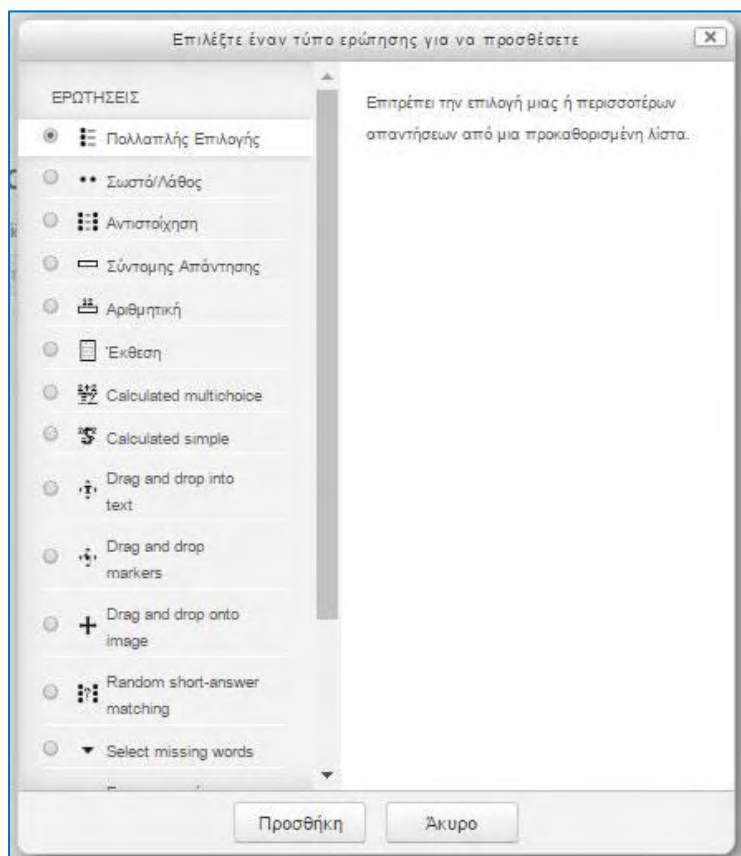 Επιλέξτε έναν τύπο ερώτησης για να προσθέσετε
ΕΡΩΤΗΣΕΙΣ
Πολλαπλής Επιλογής
Σωστό/Λάθος
Αντιστοίχηση
Σύντομης Απάντησης
Αριθμητική
Έκθεση
Calculated multichoice
Calculated simple
Drag and drop into
text
Drag and drop
markers
Drag and drop onto
image
Random short-answer
matching
Select missing words
Επιτρέπει την επιλογή μιας ή περισσοτέρων
απαντήσεων από μια προκαθορισμένη λίστα.
Προσθήκη
Άκυρο